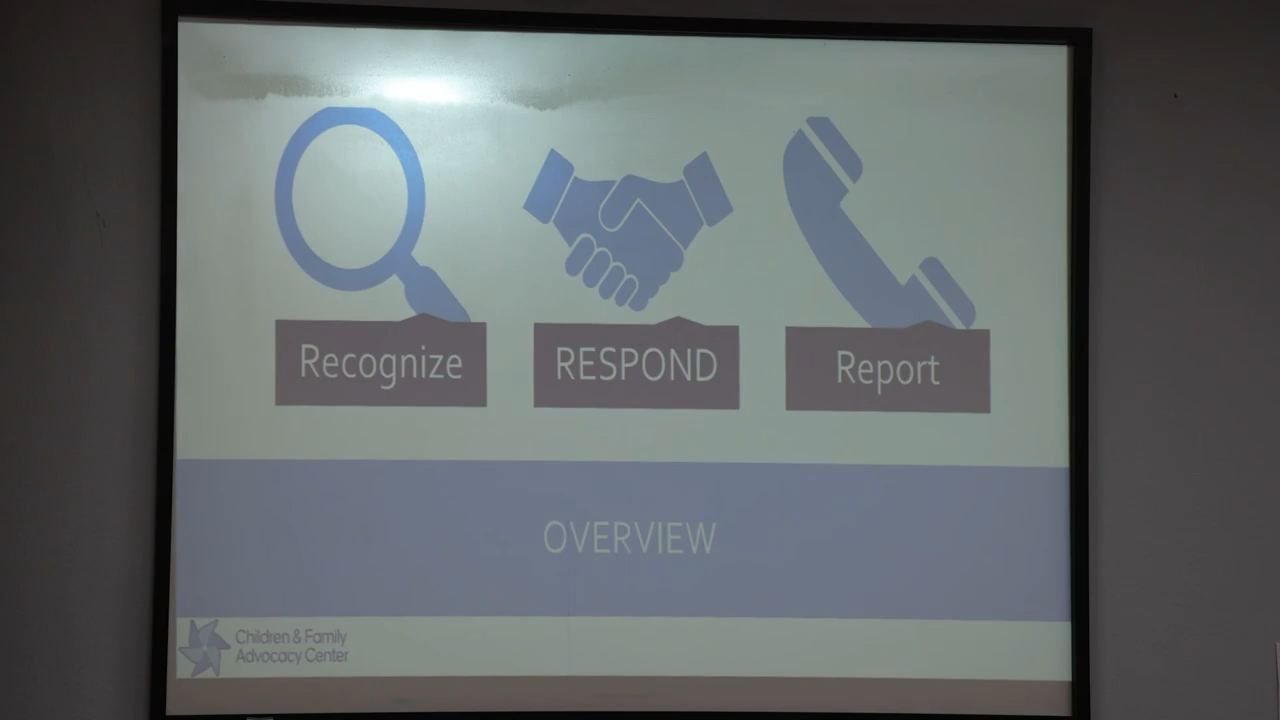 Recognize
RESPOND
Report
OVERVIEW
Children & Family
Advocacy Center